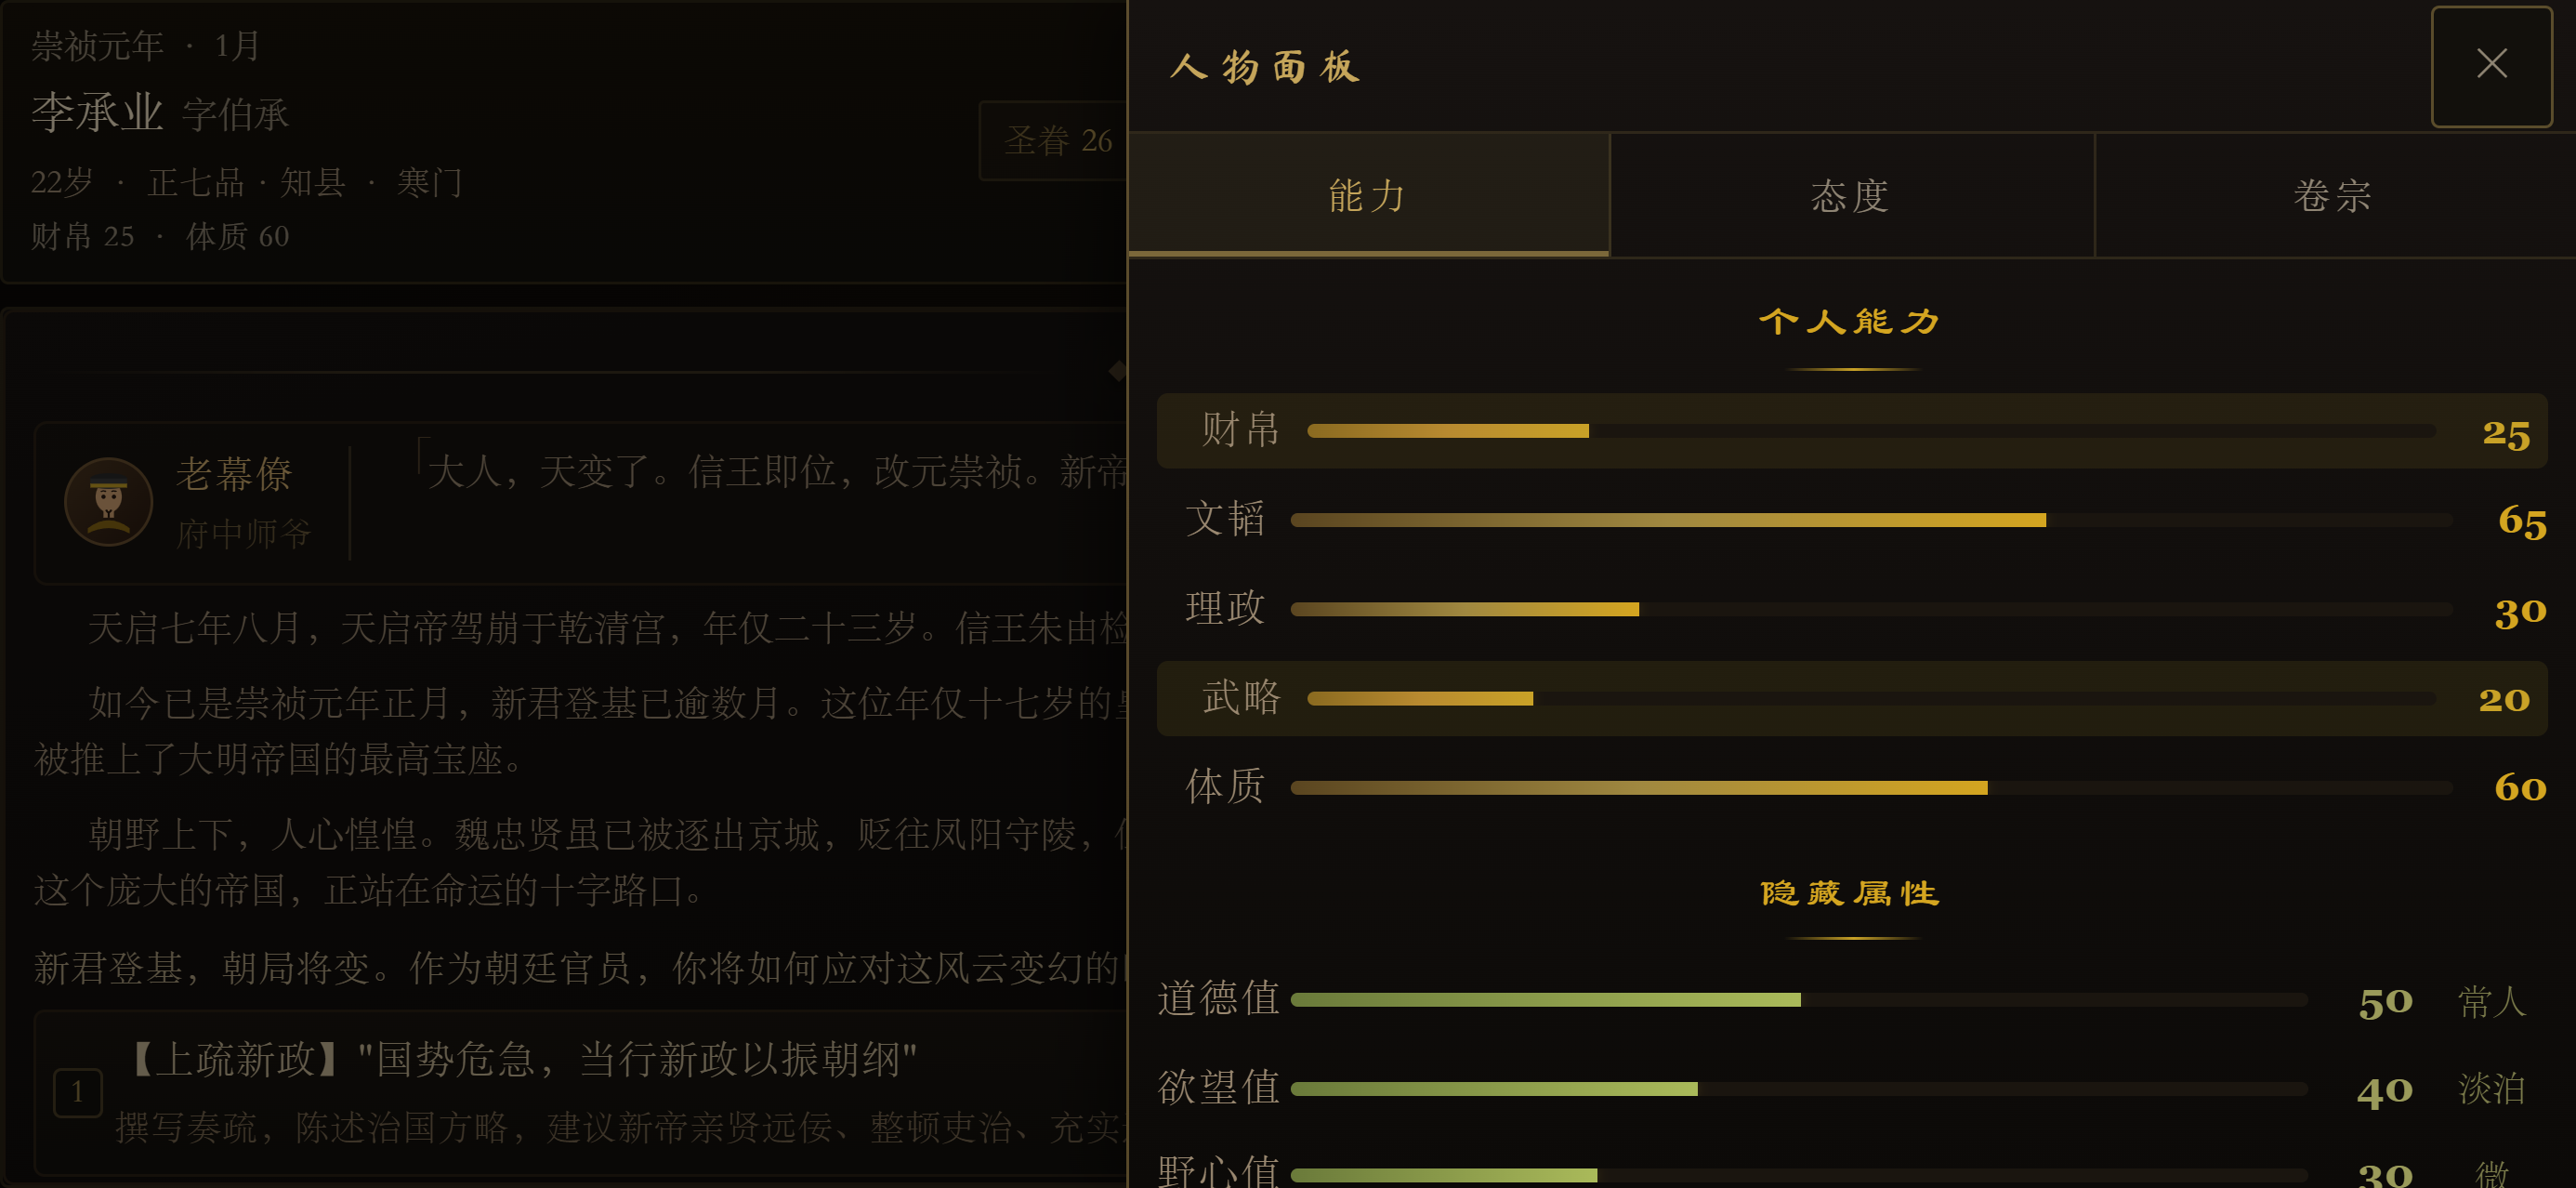 崇祯元年 · 1月
李承业 字伯承
圣眷 26
22岁 · 正七品 · 知县 · 寒门
财帛 25 · 体质 60
老幕僚
府中师爷
「大人，天变了。信王即位，改元崇祯。新帝
天启七年八月，天启帝驾崩于乾清宫，年仅二十三岁。信王朱由检
如今已是崇祯元年正月，新君登基已逾数月。这位年仅十七岁的
被推上了大明帝国的最高宝座。
朝野上下，人心惶惶。魏忠贤虽已被逐出京城，贬往凤阳守陵，
这个庞大的帝国，正站在命运的十字路口。
新君登基，朝局将变。作为朝廷官员，你将如何应对这风云变幻的
1
【上疏新政】"国势危急，当行新政以振朝纲"
撰写奏疏，陈述治国方略，建议新帝亲贤远佞、整顿吏治、充实
人物面板
×
能力
态度
卷宗
个人能力
财帛 25
文韬 65
理政 30
武略 20
体质 60
隐藏属性
道德值 50 常人
欲望值 40 淡泊
野心值 30 微